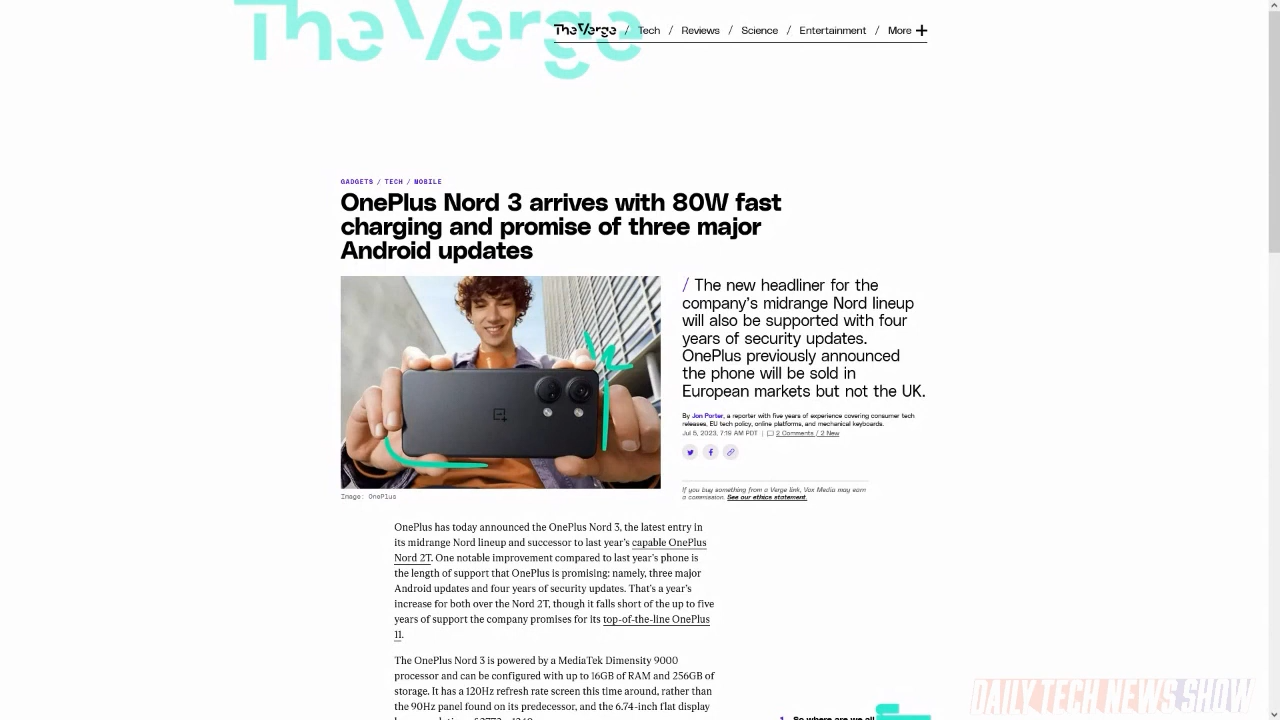 The Verge
The Verge / Tech / Reviews / Science / Entertainment / More
GADGETS / TECH / MOBILE
OnePlus Nord 3 arrives with 80W fast
charging and promise of three major
Android updates
/ The new headliner for the
company's midrange Nord lineup
will also be supported with four
years of security updates.
OnePlus previously announced
the phone will be sold in
European markets but not the UK.
By Jon Porter, a reporter with five years of experience covering consumer tech
releases, EU tech policy, online platforms, and mechanical keyboards.
Jul 5, 2023, 7:19 AM PDT | 2 Comments / 2 New
If you buy something from a Verge link, Vox Media may earn
a commission. See our ethics statement.
Image: OnePlus
OnePlus has today announced the OnePlus Nord 3, the latest entry in
its midrange Nord lineup and successor to last year's capable OnePlus
Nord 2T. One notable improvement compared to last year's phone is
the length of support that OnePlus is promising: namely, three major
Android updates and four years of security updates. That's a year's
increase for both over the Nord 2T, though it falls short of the up to five
years of support the company promises for its top-of-the-line OnePlus
11.
The OnePlus Nord 3 is powered by a MediaTek Dimensity 9000
processor and can be configured with up to 16GB of RAM and 256GB of
storage. It has a 120Hz refresh rate screen this time around, rather than
the 90Hz panel found on its predecessor, and the 6.74-inch flat display
1 So where are we all
DAILY TECH NEWS SHOW